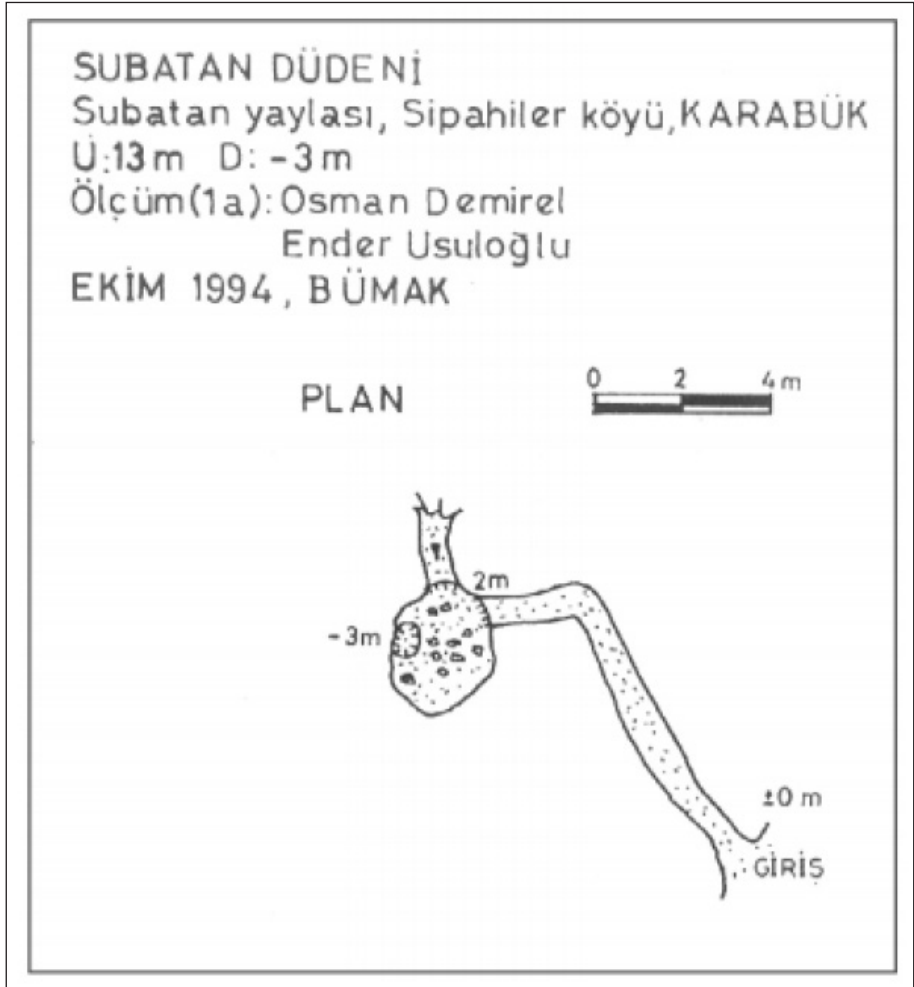 SUBATAN DÜDENİ
Subatan yaylası, Sipahiler köyü, KARABÜK
U:13m D: -3m
Ölçüm(1a): Osman Demirel
Ender Usuloğlu
EKİM 1994, BÜMAK
PLAN
0 2 4m
2m
-3m
±0 m
GİRİŞ